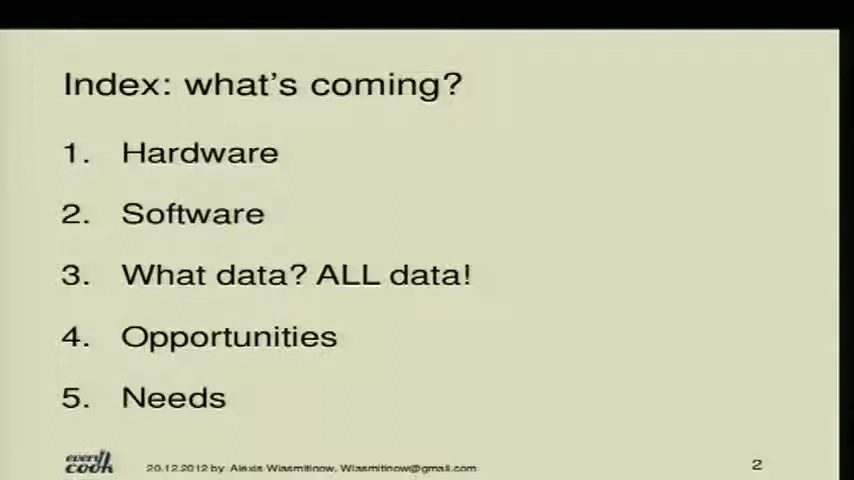 Index: what's coming?
1. Hardware
2. Software
3. What data? ALL data!
4. Opportunities
5. Needs
every cook
20.12.2012 by Alexis Wiasmitinow, Wiasmitinow@gmail.com
2